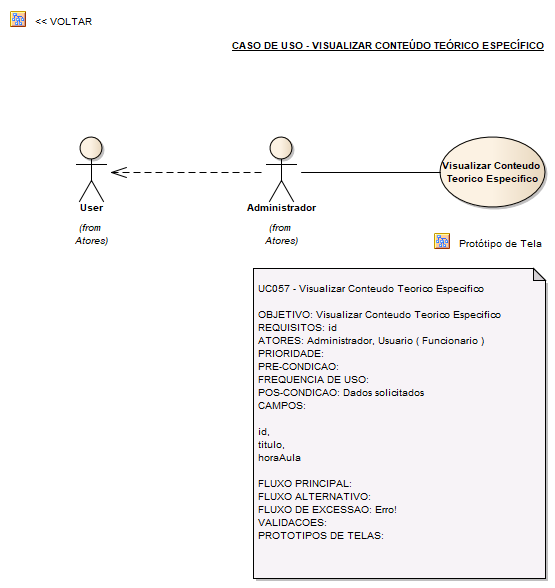 << VOLTAR
CASO DE USO - VISUALIZAR CONTEÚDO TEÓRICO ESPECÍFICO
User
(from
Atores)
Administrador
(from
Atores)
Visualizar Conteudo
Teorico Especifico
Protótipo de Tela
UC057 - Visualizar Conteudo Teorico Especifico
OBJETIVO: Visualizar Conteudo Teorico Especifico
REQUISITOS: id
ATORES: Administrador, Usuario ( Funcionario )
PRIORIDADE:
PRE-CONDICAO:
FREQUENCIA DE USO:
POS-CONDICAO: Dados solicitados
CAMPOS:
id,
titulo,
horaAula
FLUXO PRINCIPAL:
FLUXO ALTERNATIVO:
FLUXO DE EXCESSAO: Erro!
VALIDACOES:
PROTOTIPOS DE TELAS: